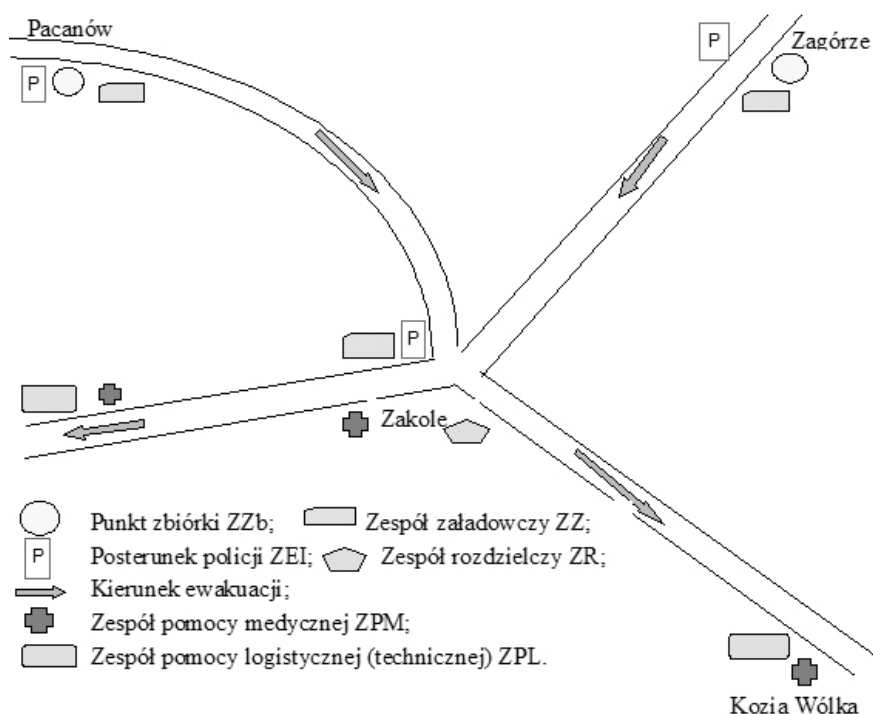 Pacanów
P
Zagórze
P
P
Zakole
Punkt zbiórki ZZb; Zespół załadowczy ZZ;
P Posterunek policji ZEI; Zespół rozdzielczy ZR;
Kierunek ewakuacji;
Zespół pomocy medycznej ZPM;
Zespół pomocy logistycznej (technicznej) ZPL.
Kozia Wólka